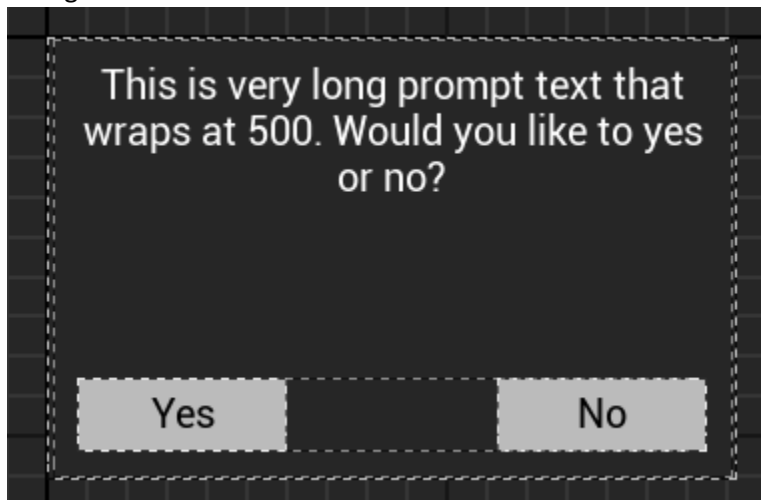 This is very long prompt text that
wraps at 500. Would you like to yes
or no?
Yes
No